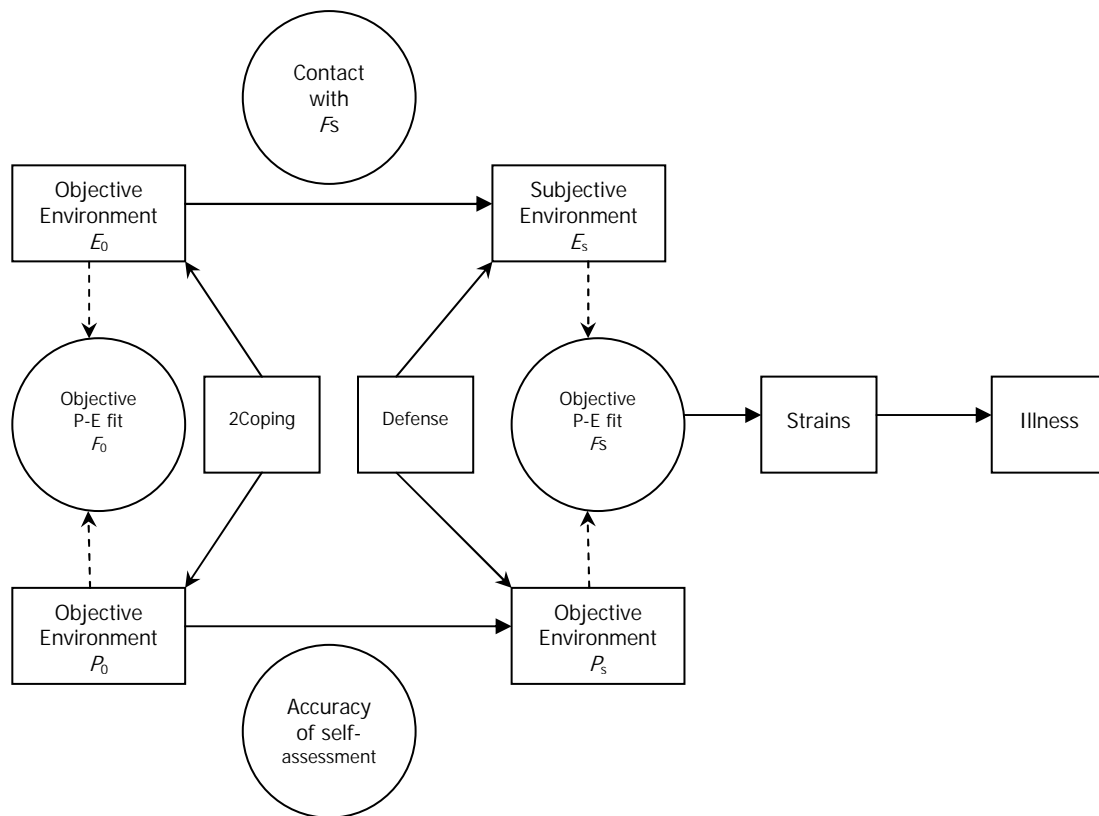 Contact
with
Fs
Objective
Environment
E₀
Subjective
Environment
Eₛ
Objective
P-E fit
F₀
2Coping
Defense
Objective
P-E fit
Fs
Strains
Illness
Objective
Environment
P₀
Objective
Environment
Pₛ
Accuracy
of self-
assessment